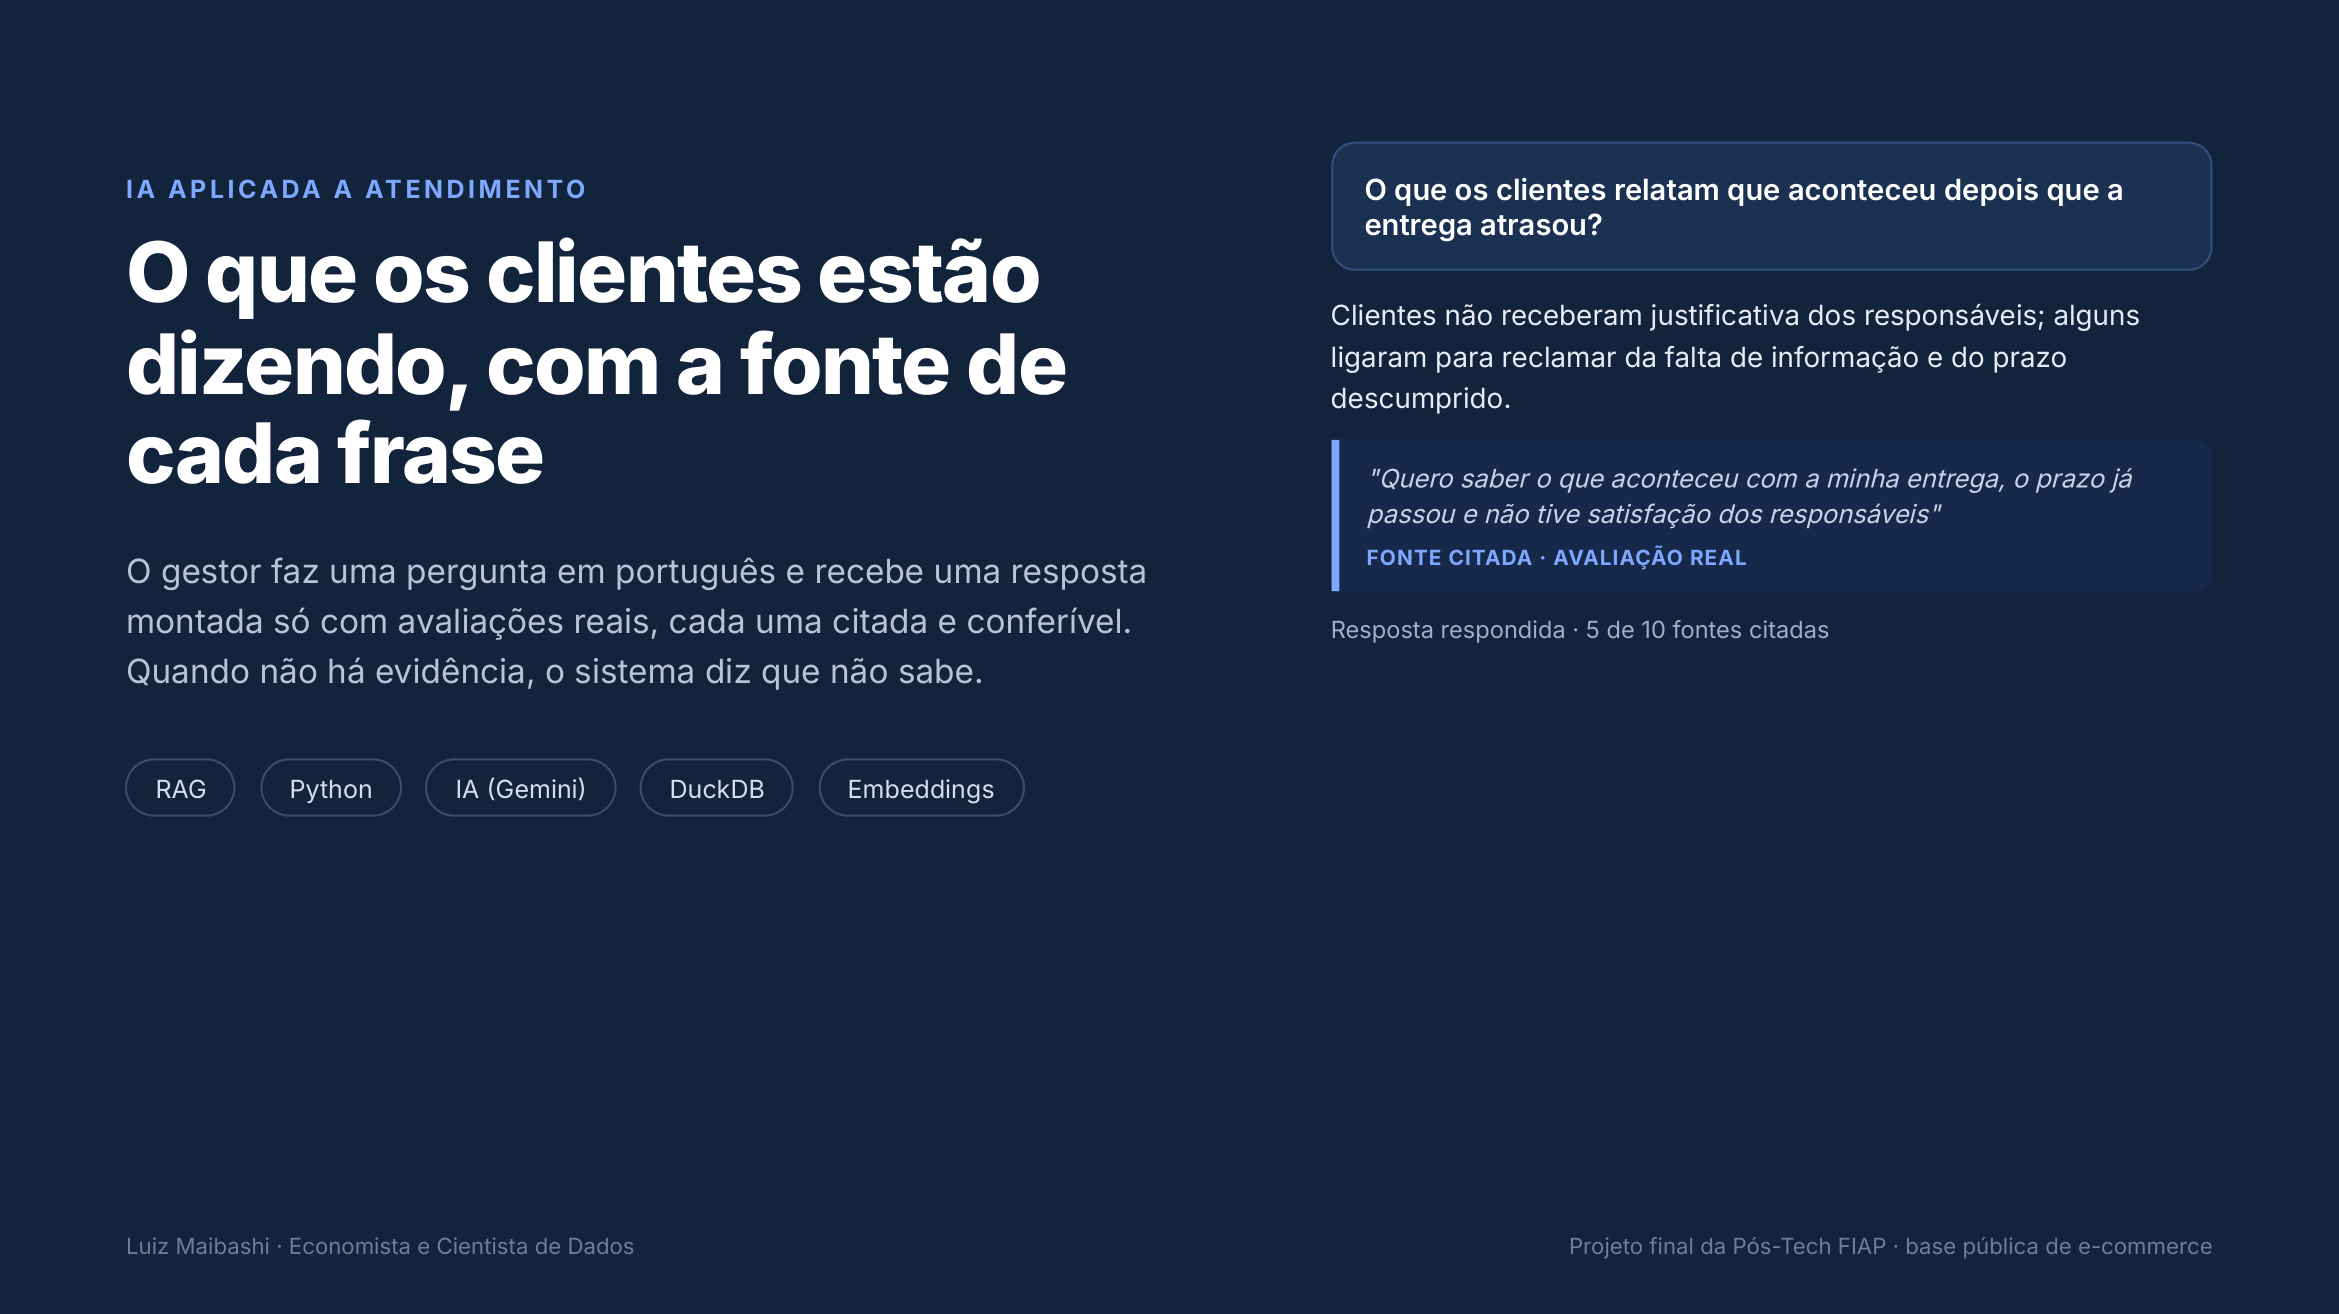 IA APLICADA A ATENDIMENTO
O que os clientes estão
dizendo, com a fonte de
cada frase
O gestor faz uma pergunta em português e recebe uma resposta
montada só com avaliações reais, cada uma citada e conferível.
Quando não há evidência, o sistema diz que não sabe.
RAG
Python
IA (Gemini)
DuckDB
Embeddings
O que os clientes relatam que aconteceu depois que a
entrega atrasou?
Clientes não receberam justificativa dos responsáveis; alguns
ligaram para reclamar da falta de informação e do prazo
descumprido.
"Quero saber o que aconteceu com a minha entrega, o prazo já
passou e não tive satisfação dos responsáveis"
FONTE CITADA · AVALIAÇÃO REAL
Resposta respondida · 5 de 10 fontes citadas
Luiz Maibashi · Economista e Cientista de Dados
Projeto final da Pós-Tech FIAP · base pública de e-commerce